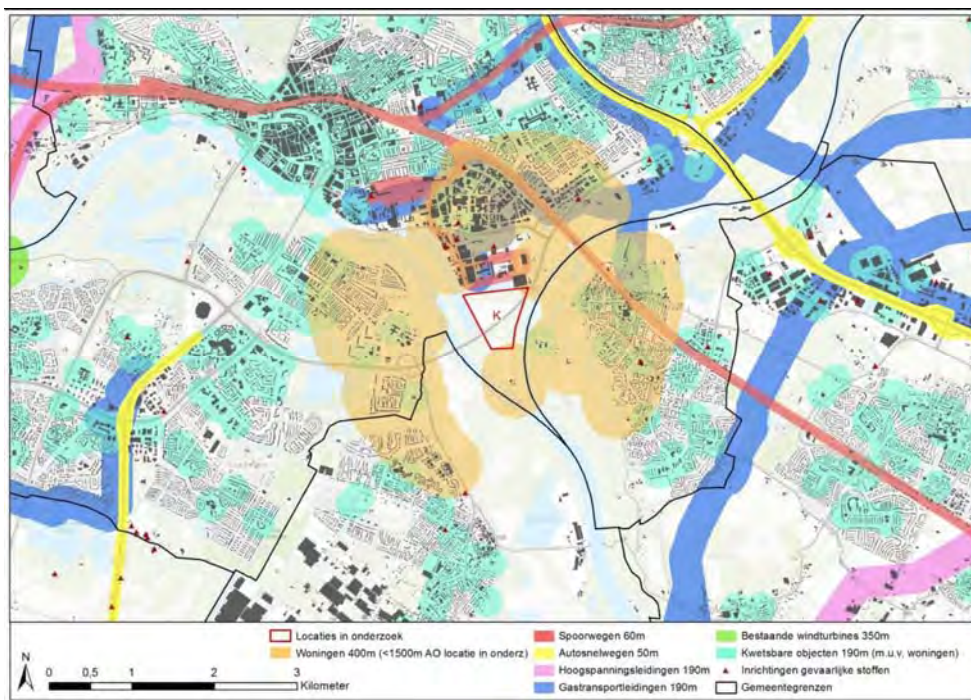 K
N
0 0,5 1 2 3
Kilometer
Locaties in onderzoek
Woningen 400m (<1500m AO locatie in onderz)
Spoorwegen 60m
Autosnelwegen 50m
Hoogspanningsleidingen 190m
Gastransportleidingen 190m
Bestaande windturbines 350m
Kwetsbare objecten 190m (m.u.v. woningen)
Inrichtingen gevaarlijke stoffen
Gemeentegrenzen